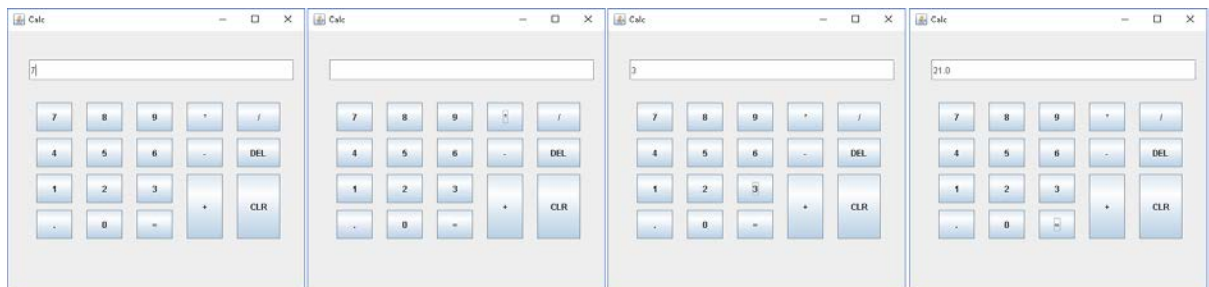 Calc
7
7 8 9 * /
4 5 6 - DEL
1 2 3 + CLR
. 0 =
Calc
7 8 9 * /
4 5 6 - DEL
1 2 3 + CLR
. 0 =
Calc
3
7 8 9 * /
4 5 6 - DEL
1 2 3 + CLR
. 0 =
Calc
21.0
7 8 9 * /
4 5 6 - DEL
1 2 3 + CLR
. 0 =